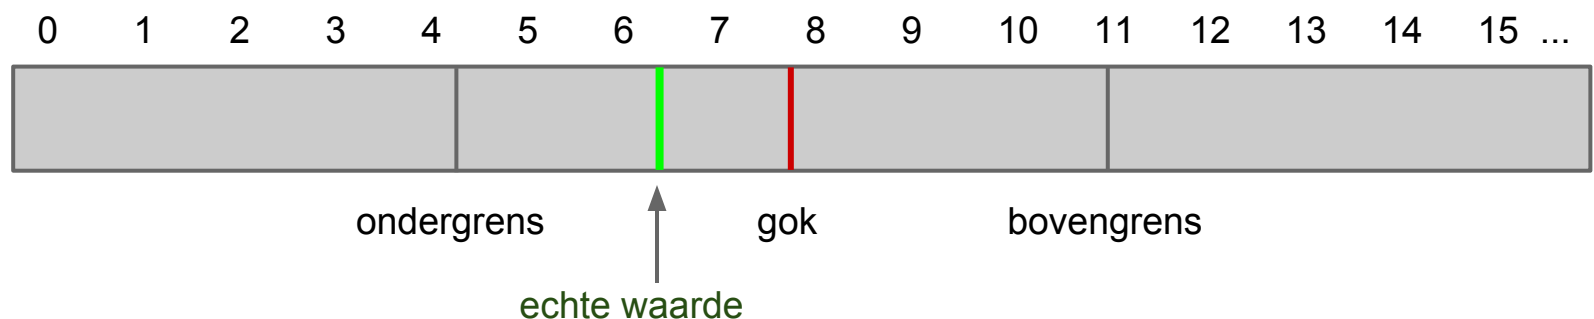 0 1 2 3 4 5 6 7 8 9 10 11 12 13 14 15 ...
ondergrens gok bovengrens
echte waarde